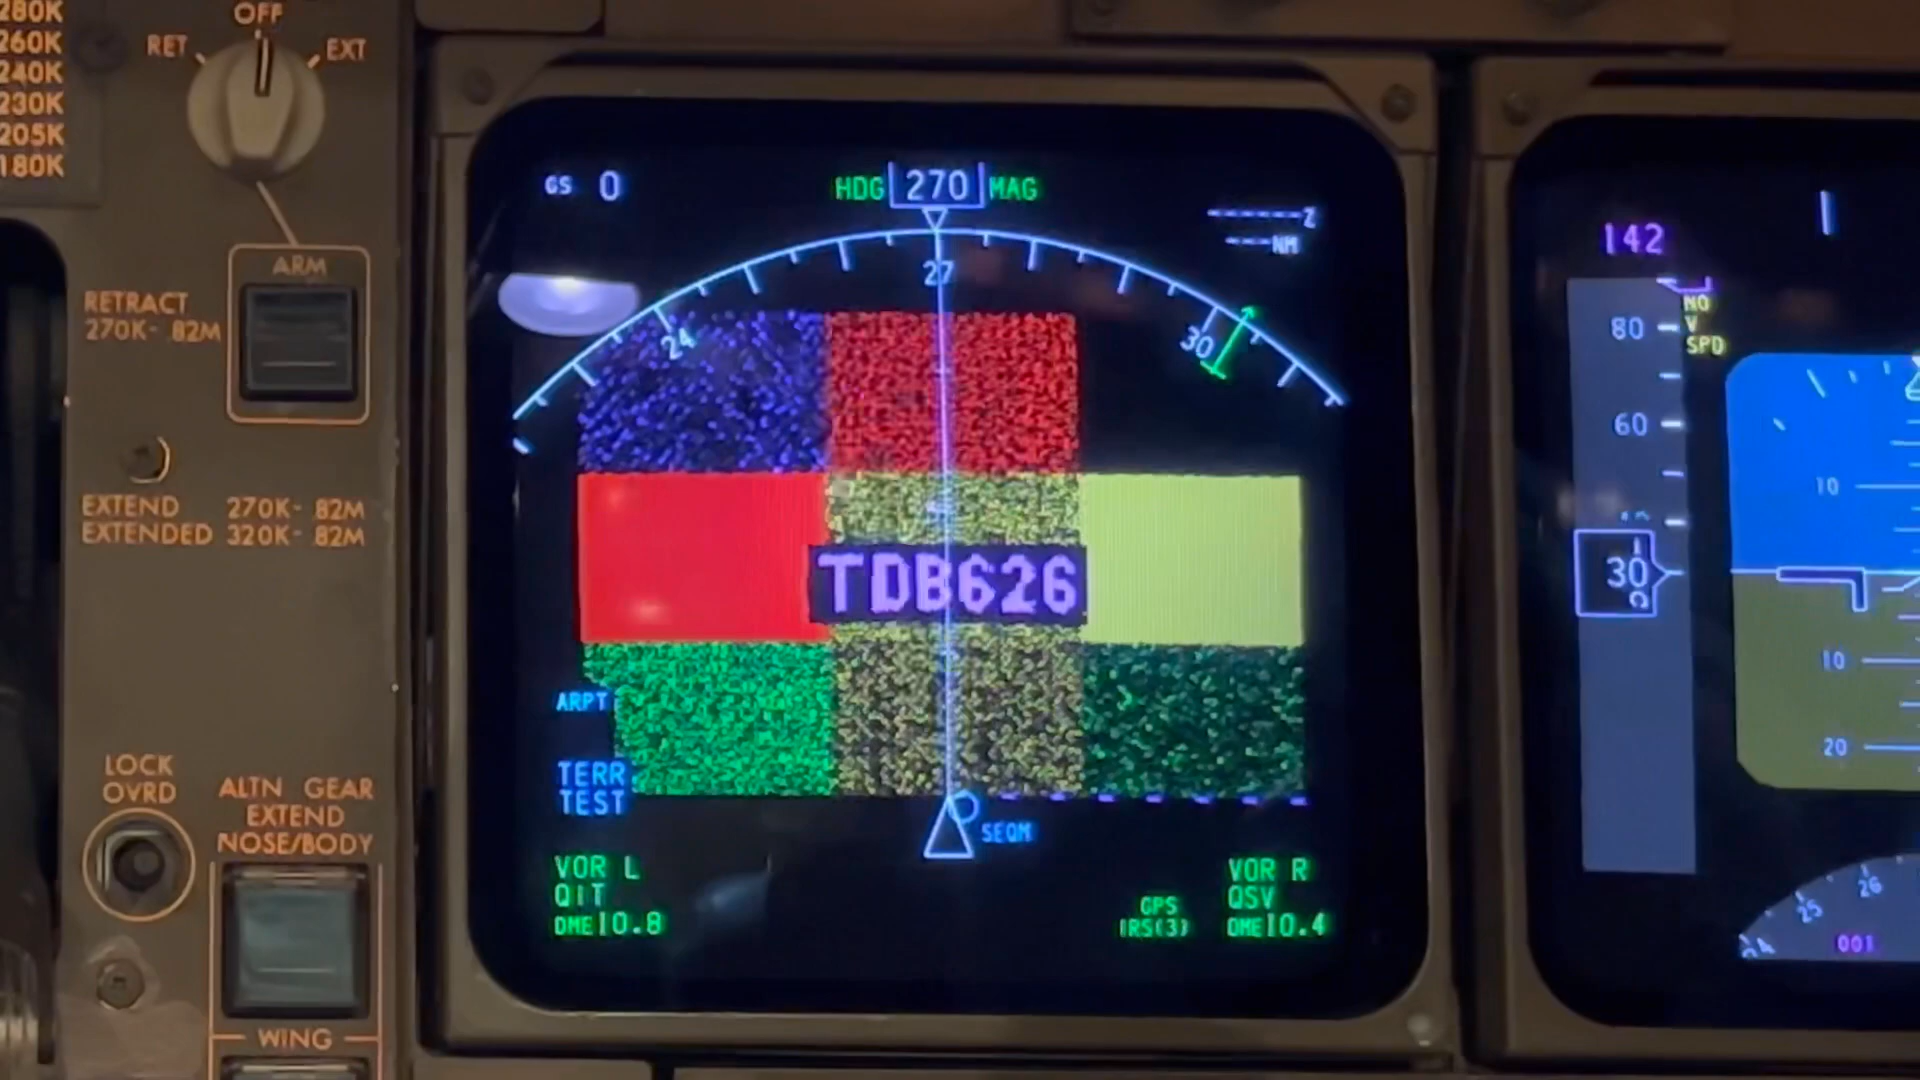 280K
260K
240K
230K
205K
180K
OFF
RET
EXT
ARM
RETRACT
270K- .82M
EXTEND 270K- .82M
EXTENDED 320K- .82M
LOCK
OVRD
ALTN GEAR
EXTEND
NOSE/BODY
WING
GS 0
HDG 270 MAG
------Z
---NM
24
27
30
TDB626
ARPT
TERR
TEST
SEQM
VOR L
QIT
DME 10.8
GPS
IRS(3)
VOR R
QSV
DME 10.4
142
NO
V
SPD
80
60
30
10
10
20
25
26
001